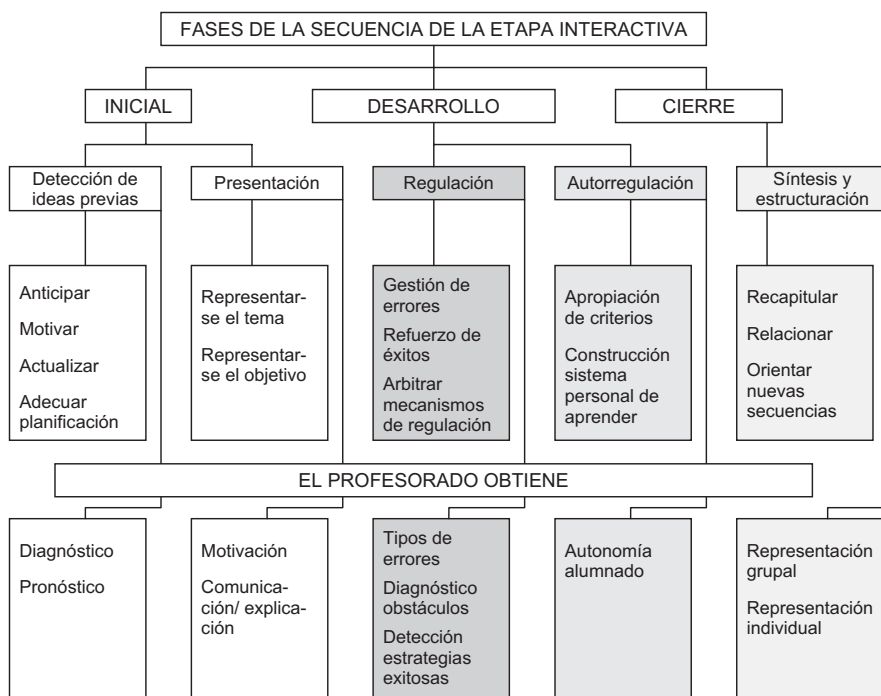 FASES DE LA SECUENCIA DE LA ETAPA INTERACTIVA
INICIAL
DESARROLLO
CIERRE
Detección de
ideas previas
Presentación
Regulación
Autorregulación
Síntesis y
estructuración
Anticipar
Motivar
Actualizar
Adecuar
planificación
Representar-
se el tema
Representar-
se el objetivo
Gestión de
errores
Refuerzo de
éxitos
Arbitrar
mecanismos
de regulación
Apropiación
de criterios
Construcción
sistema
personal de
aprender
Recapitular
Relacionar
Orientar
nuevas
secuencias
EL PROFESORADO OBTIENE
Diagnóstico
Pronóstico
Motivación
Comunica-
ción/ explica-
ción
Tipos de
errores
Diagnóstico
obstáculos
Detección
estrategias
exitosas
Autonomía
alumnado
Representación
grupal
Representación
individual